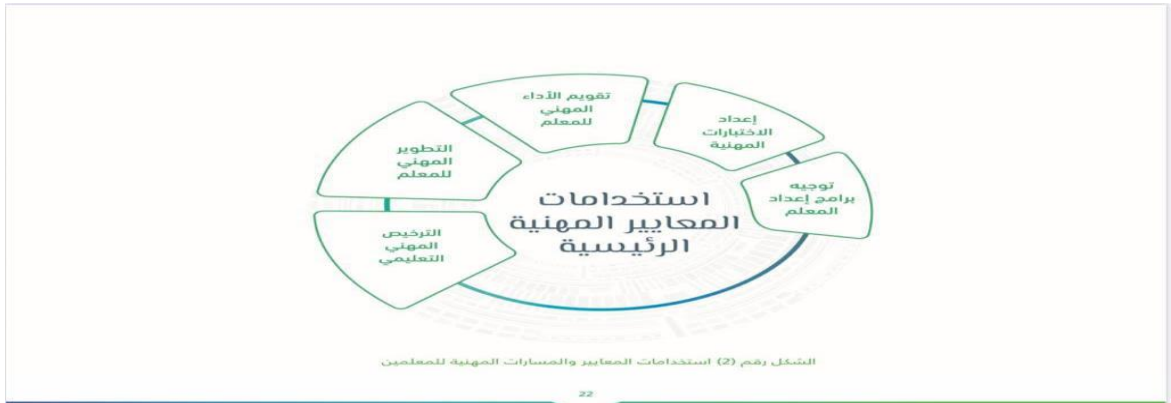 توجيه
برامج إعداد
المعلم
إعداد
الاختبارات
المهنية
تقويم الأداء
المهني
للمعلم
التطوير
المهني
للمعلم
الترخيص
المهني
التعليمي
استخدامات
المعايير المهنية
الرئيسية
الشكل رقم (2) استخدامات المعايير والمسارات المهنية للمعلمين
22